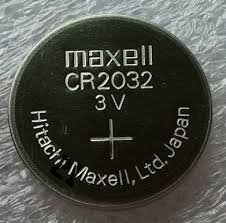 maxell
CR2032
3V
+
Hitachi Maxell, Ltd. Japan